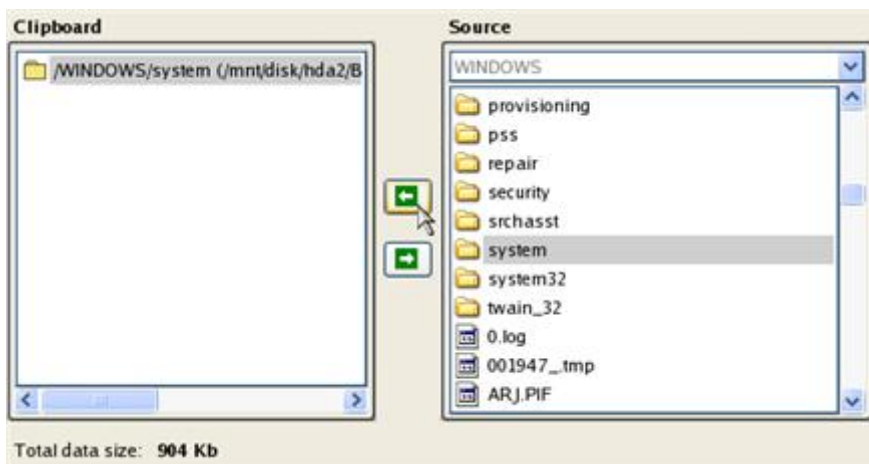 Clipboard
/WINDOWS/system (/mnt/disk/hda2/B
Source
WINDOWS
provisioning
pss
repair
security
srchasst
system
system32
twain_32
0.log
001947_.tmp
ARJ.PIF
Total data size: 904 Kb